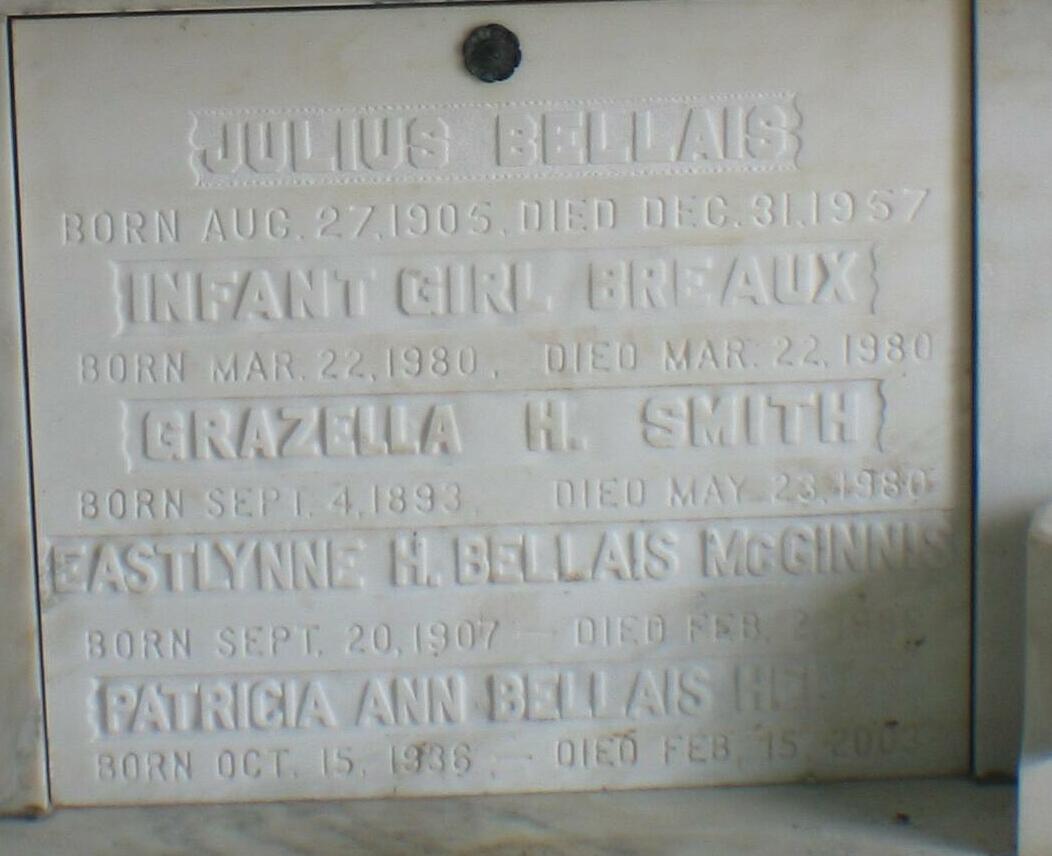 JULIUS BELLAIS
BORN AUG. 27, 1905, DIED DEC. 31, 1957
INFANT GIRL BREAUX
BORN MAR. 22, 1980, DIED MAR. 22, 1980
GRAZELLA H. SMITH
BORN SEPT. 4, 1893, DIED MAY 23, 1980
EASTLYNNE H. BELLAIS McGINNIS
BORN SEPT. 20, 1907 — DIED FEB.
PATRICIA ANN BELLAIS
BORN OCT. 15, 1936, — DIED FEB. 15,